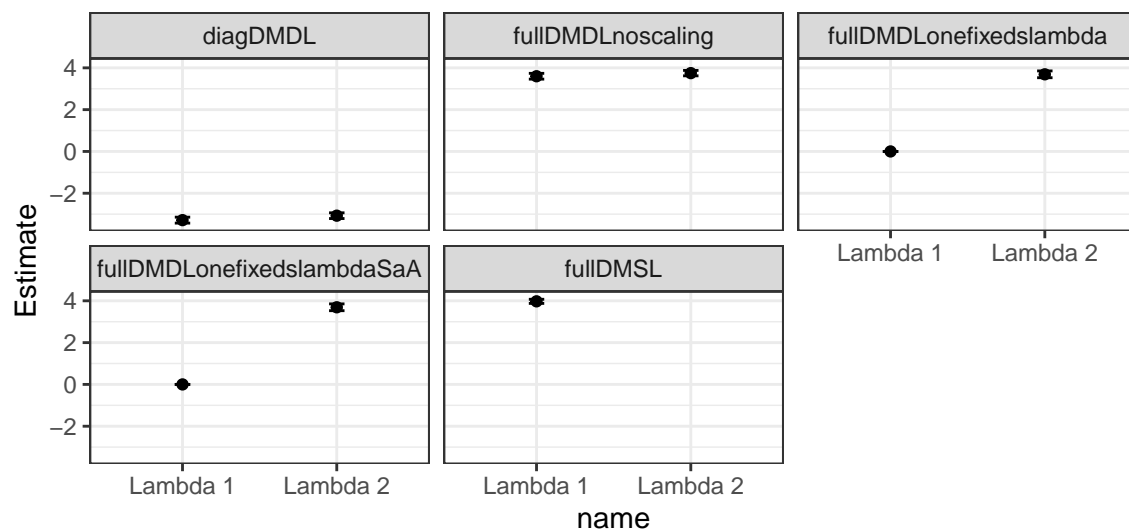 diagDMDL
fullDMDLnoscaling
fullDMDLonefixedslambda
4
2
0
−2
Lambda 1
Lambda 2
Estimate
fullDMDLonefixedslambdaSaA
fullDMSL
4
2
0
−2
Lambda 1
Lambda 2
Lambda 1
Lambda 2
name